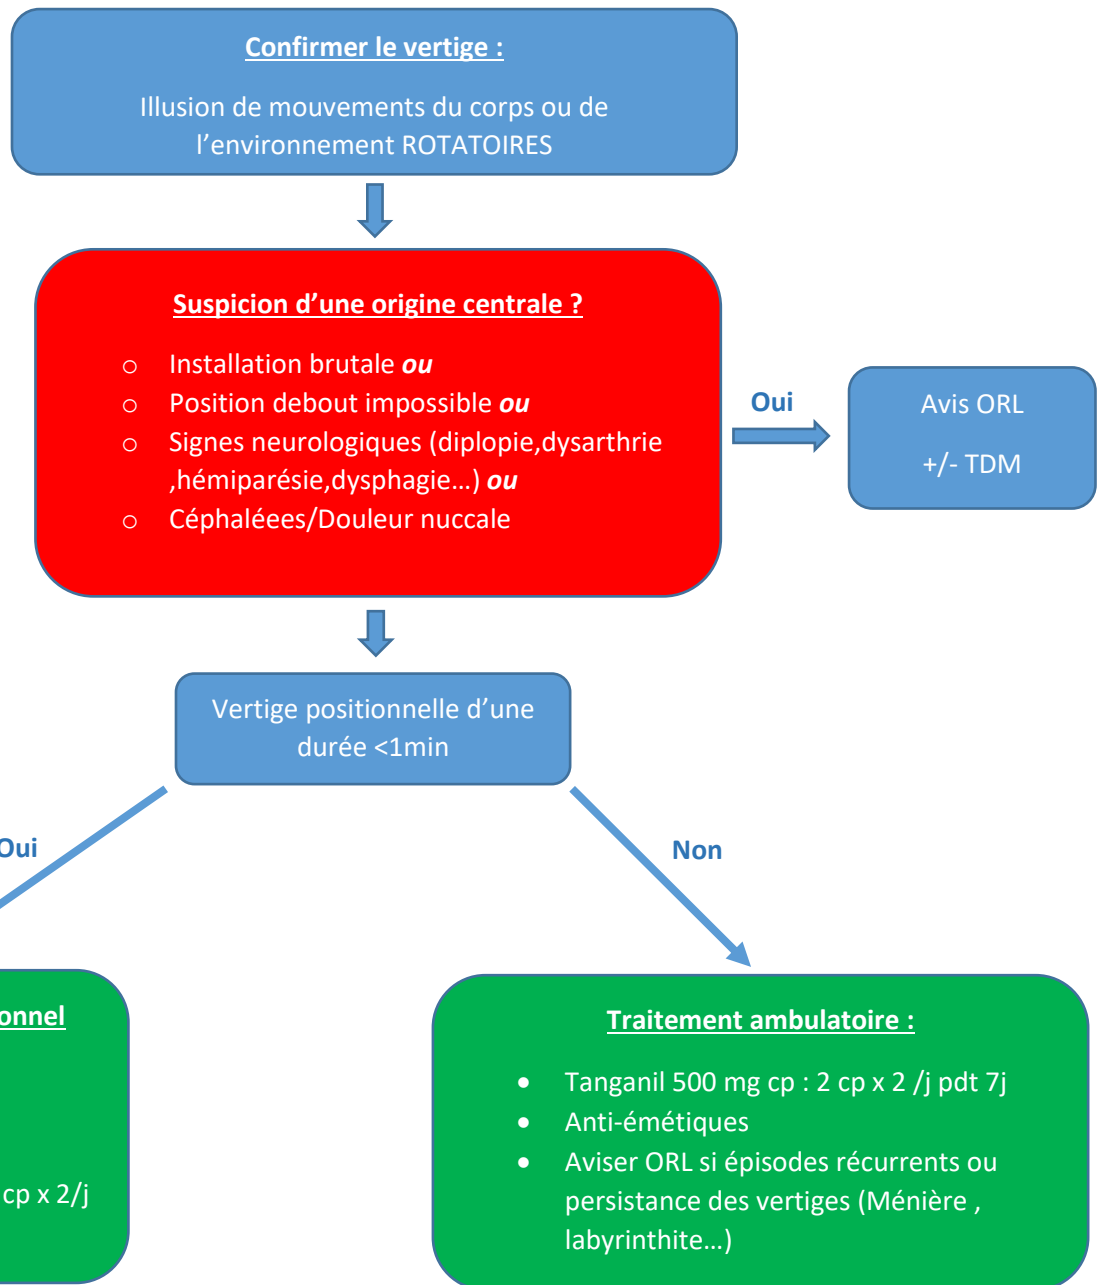 Confirmer le vertige :
Illusion de mouvements du corps ou de
l’environnement ROTATOIRES
Suspicion d’une origine centrale ?
o Installation brutale ou
o Position debout impossible ou
o Signes neurologiques (diplopie,dysarthrie
,hémiparésie,dysphagie…) ou
o Céphaléees/Douleur nuccale
Oui
Avis ORL
+/- TDM
Vertige positionnelle d’une
durée <1min
Oui
Non
onnel
cp x 2/j
Traitement ambulatoire :
• Tanganil 500 mg cp : 2 cp x 2 /j pdt 7j
• Anti-émétiques
• Aviser ORL si épisodes récurrents ou
persistance des vertiges (Ménière ,
labyrinthite…)